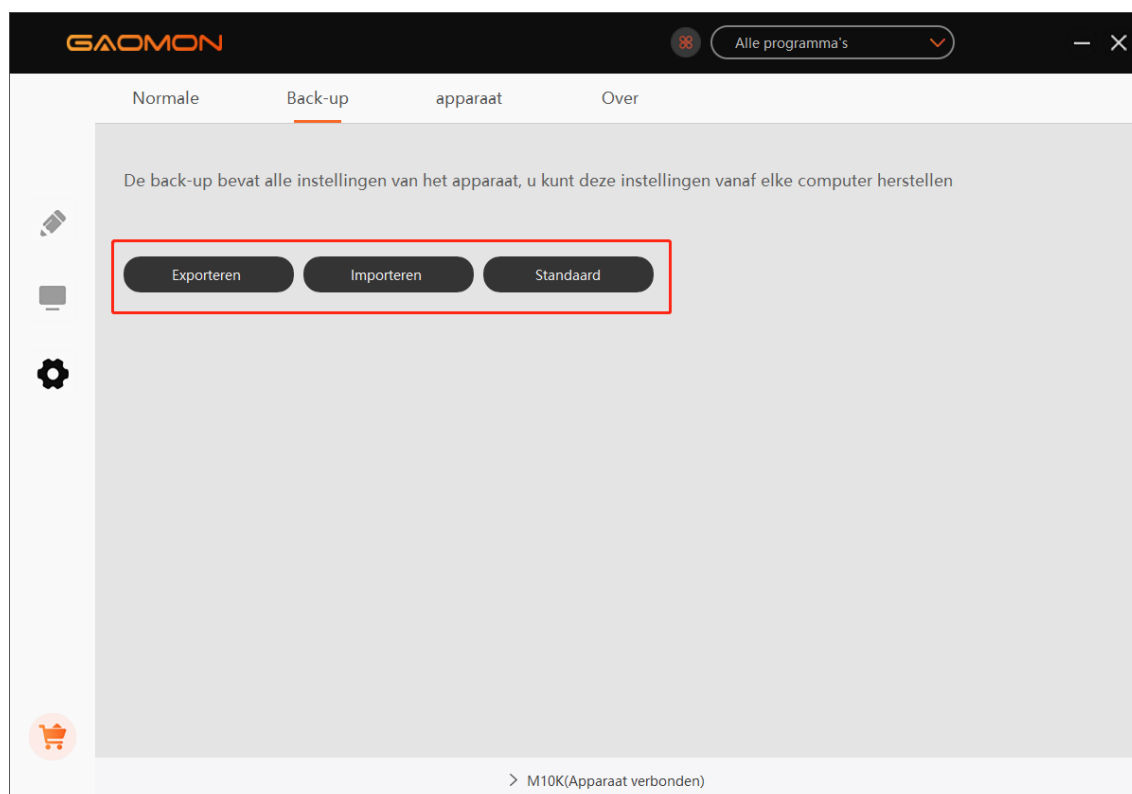 GAOMON
Alle programma's
Normale Back-up apparaat Over
De back-up bevat alle instellingen van het apparaat, u kunt deze instellingen vanaf elke computer herstellen
Exporteren Importeren Standaard
M10K(Apparaat verbonden)